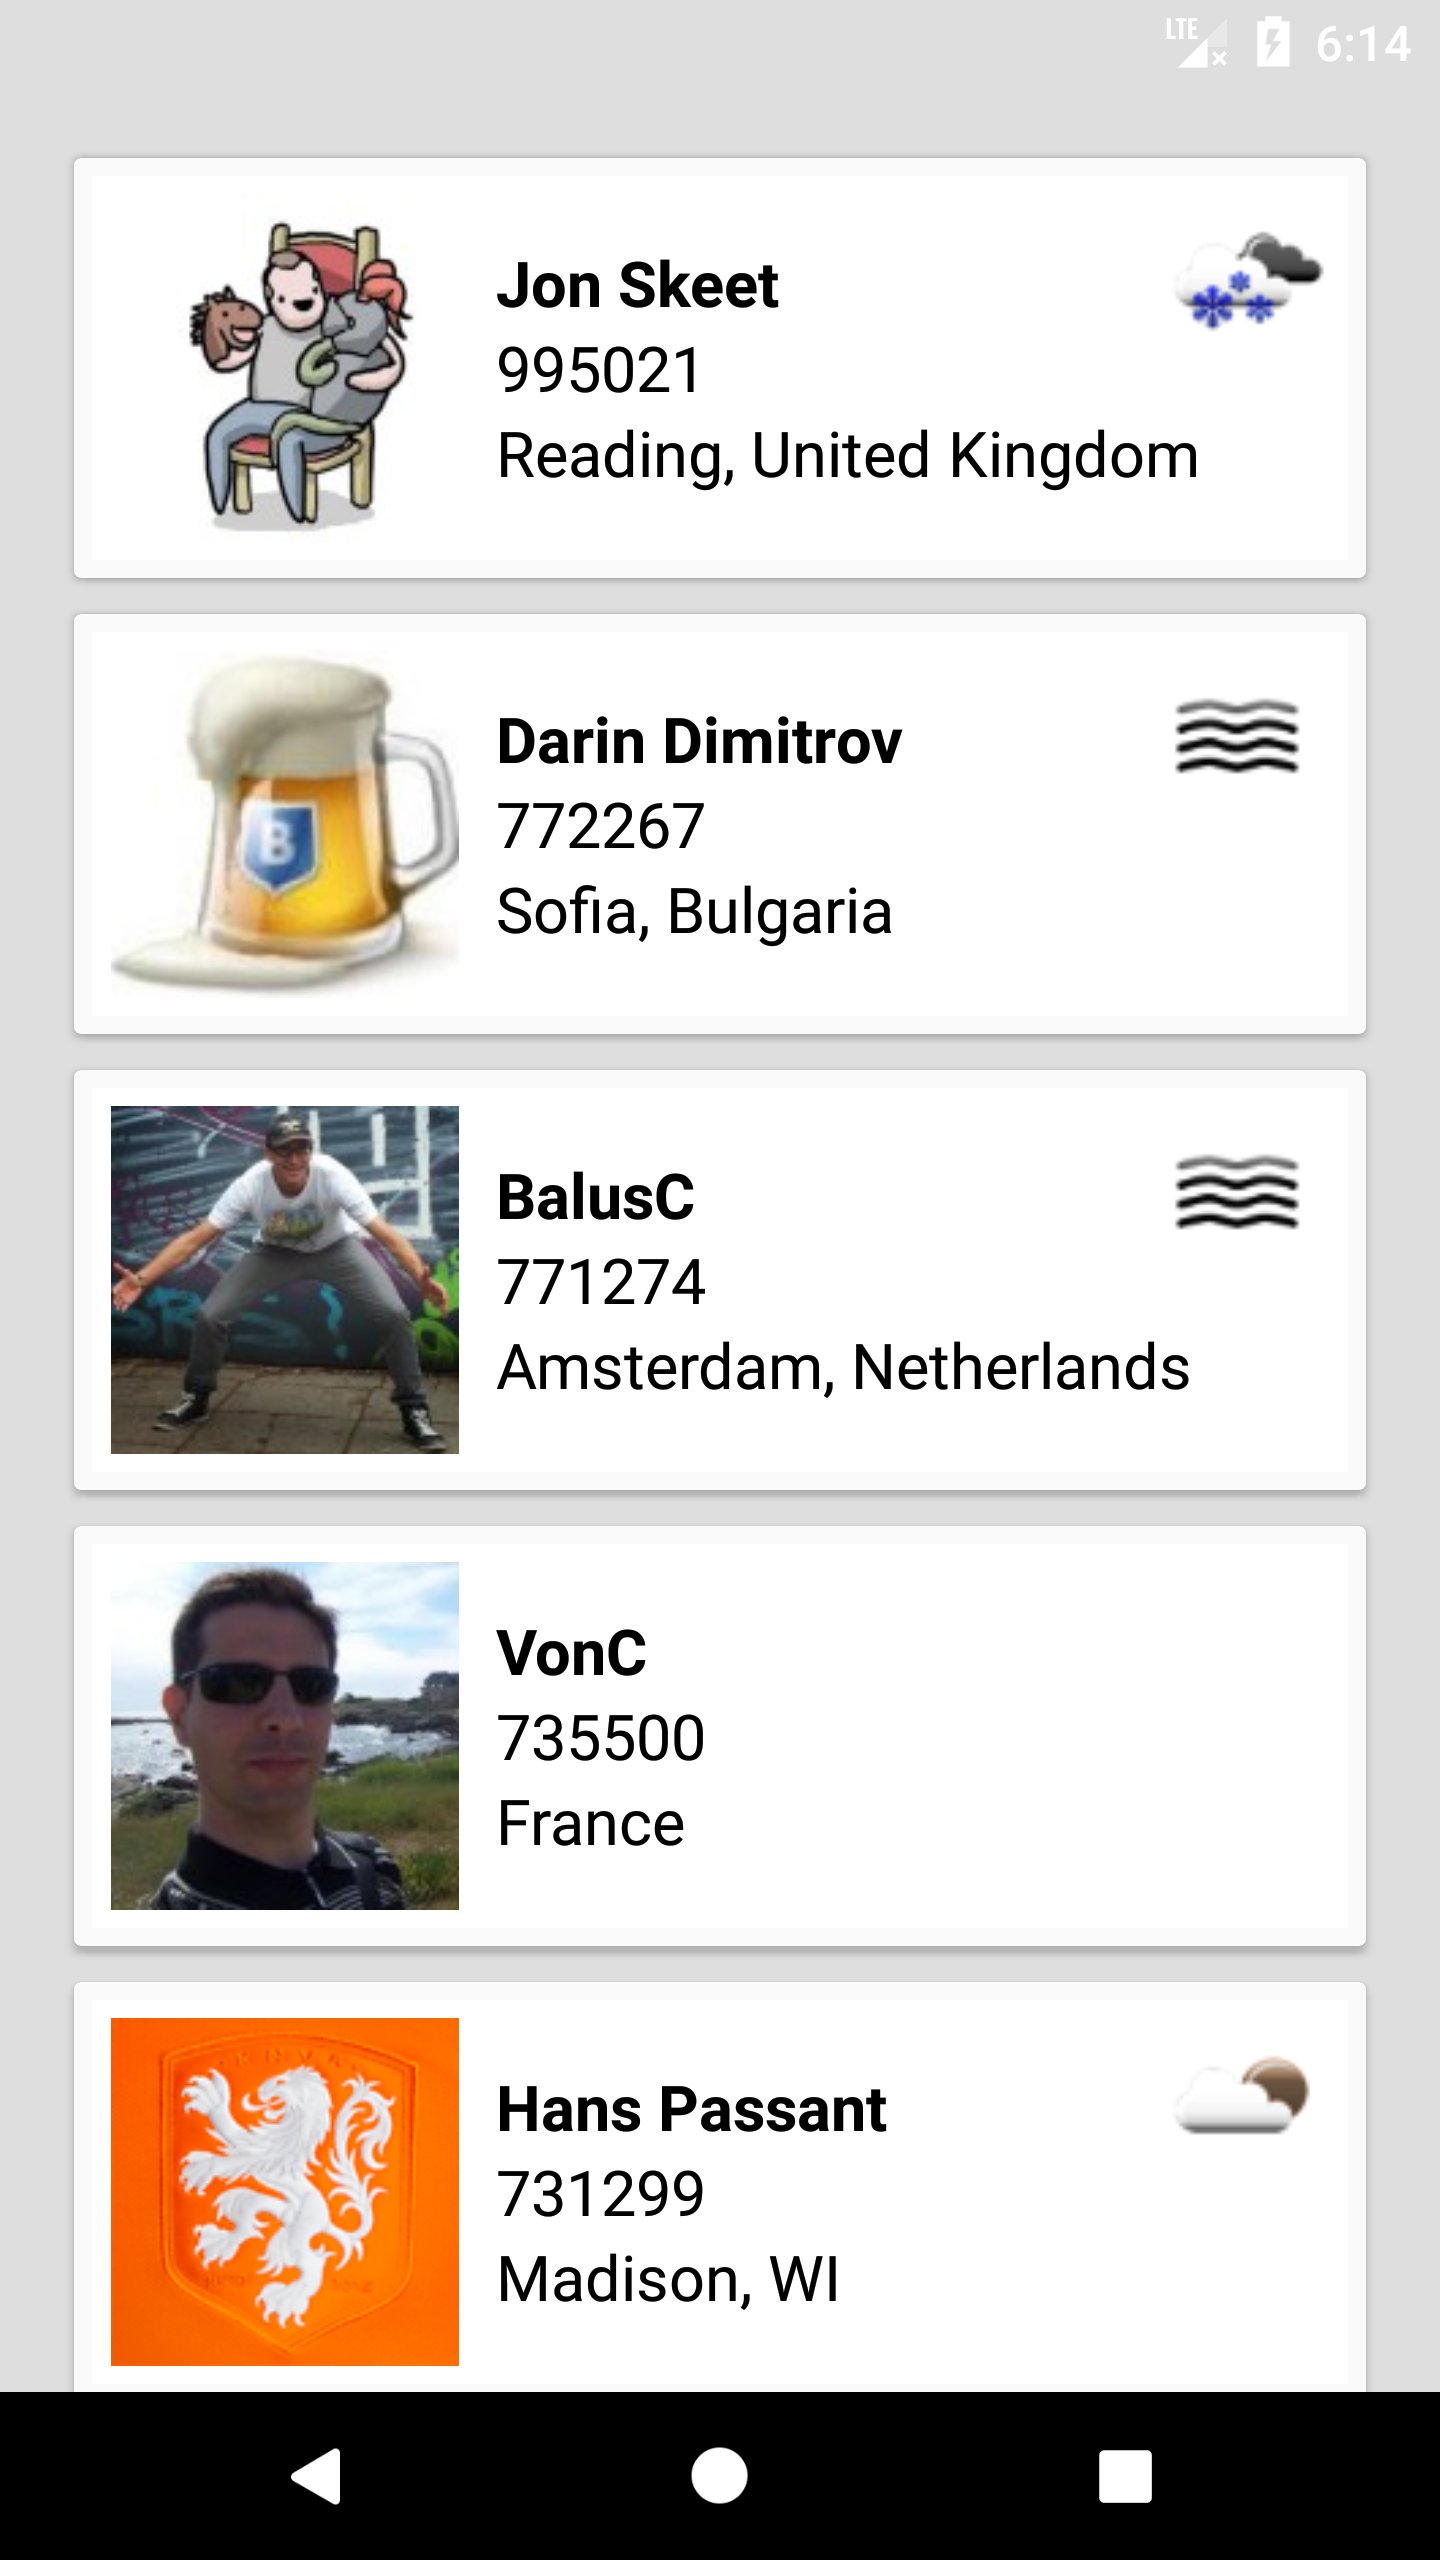 LTE 6:14
Jon Skeet
995021
Reading, United Kingdom
B
Darin Dimitrov
772267
Sofia, Bulgaria
BalusC
771274
Amsterdam, Netherlands
VonC
735500
France
Hans Passant
731299
Madison, WI